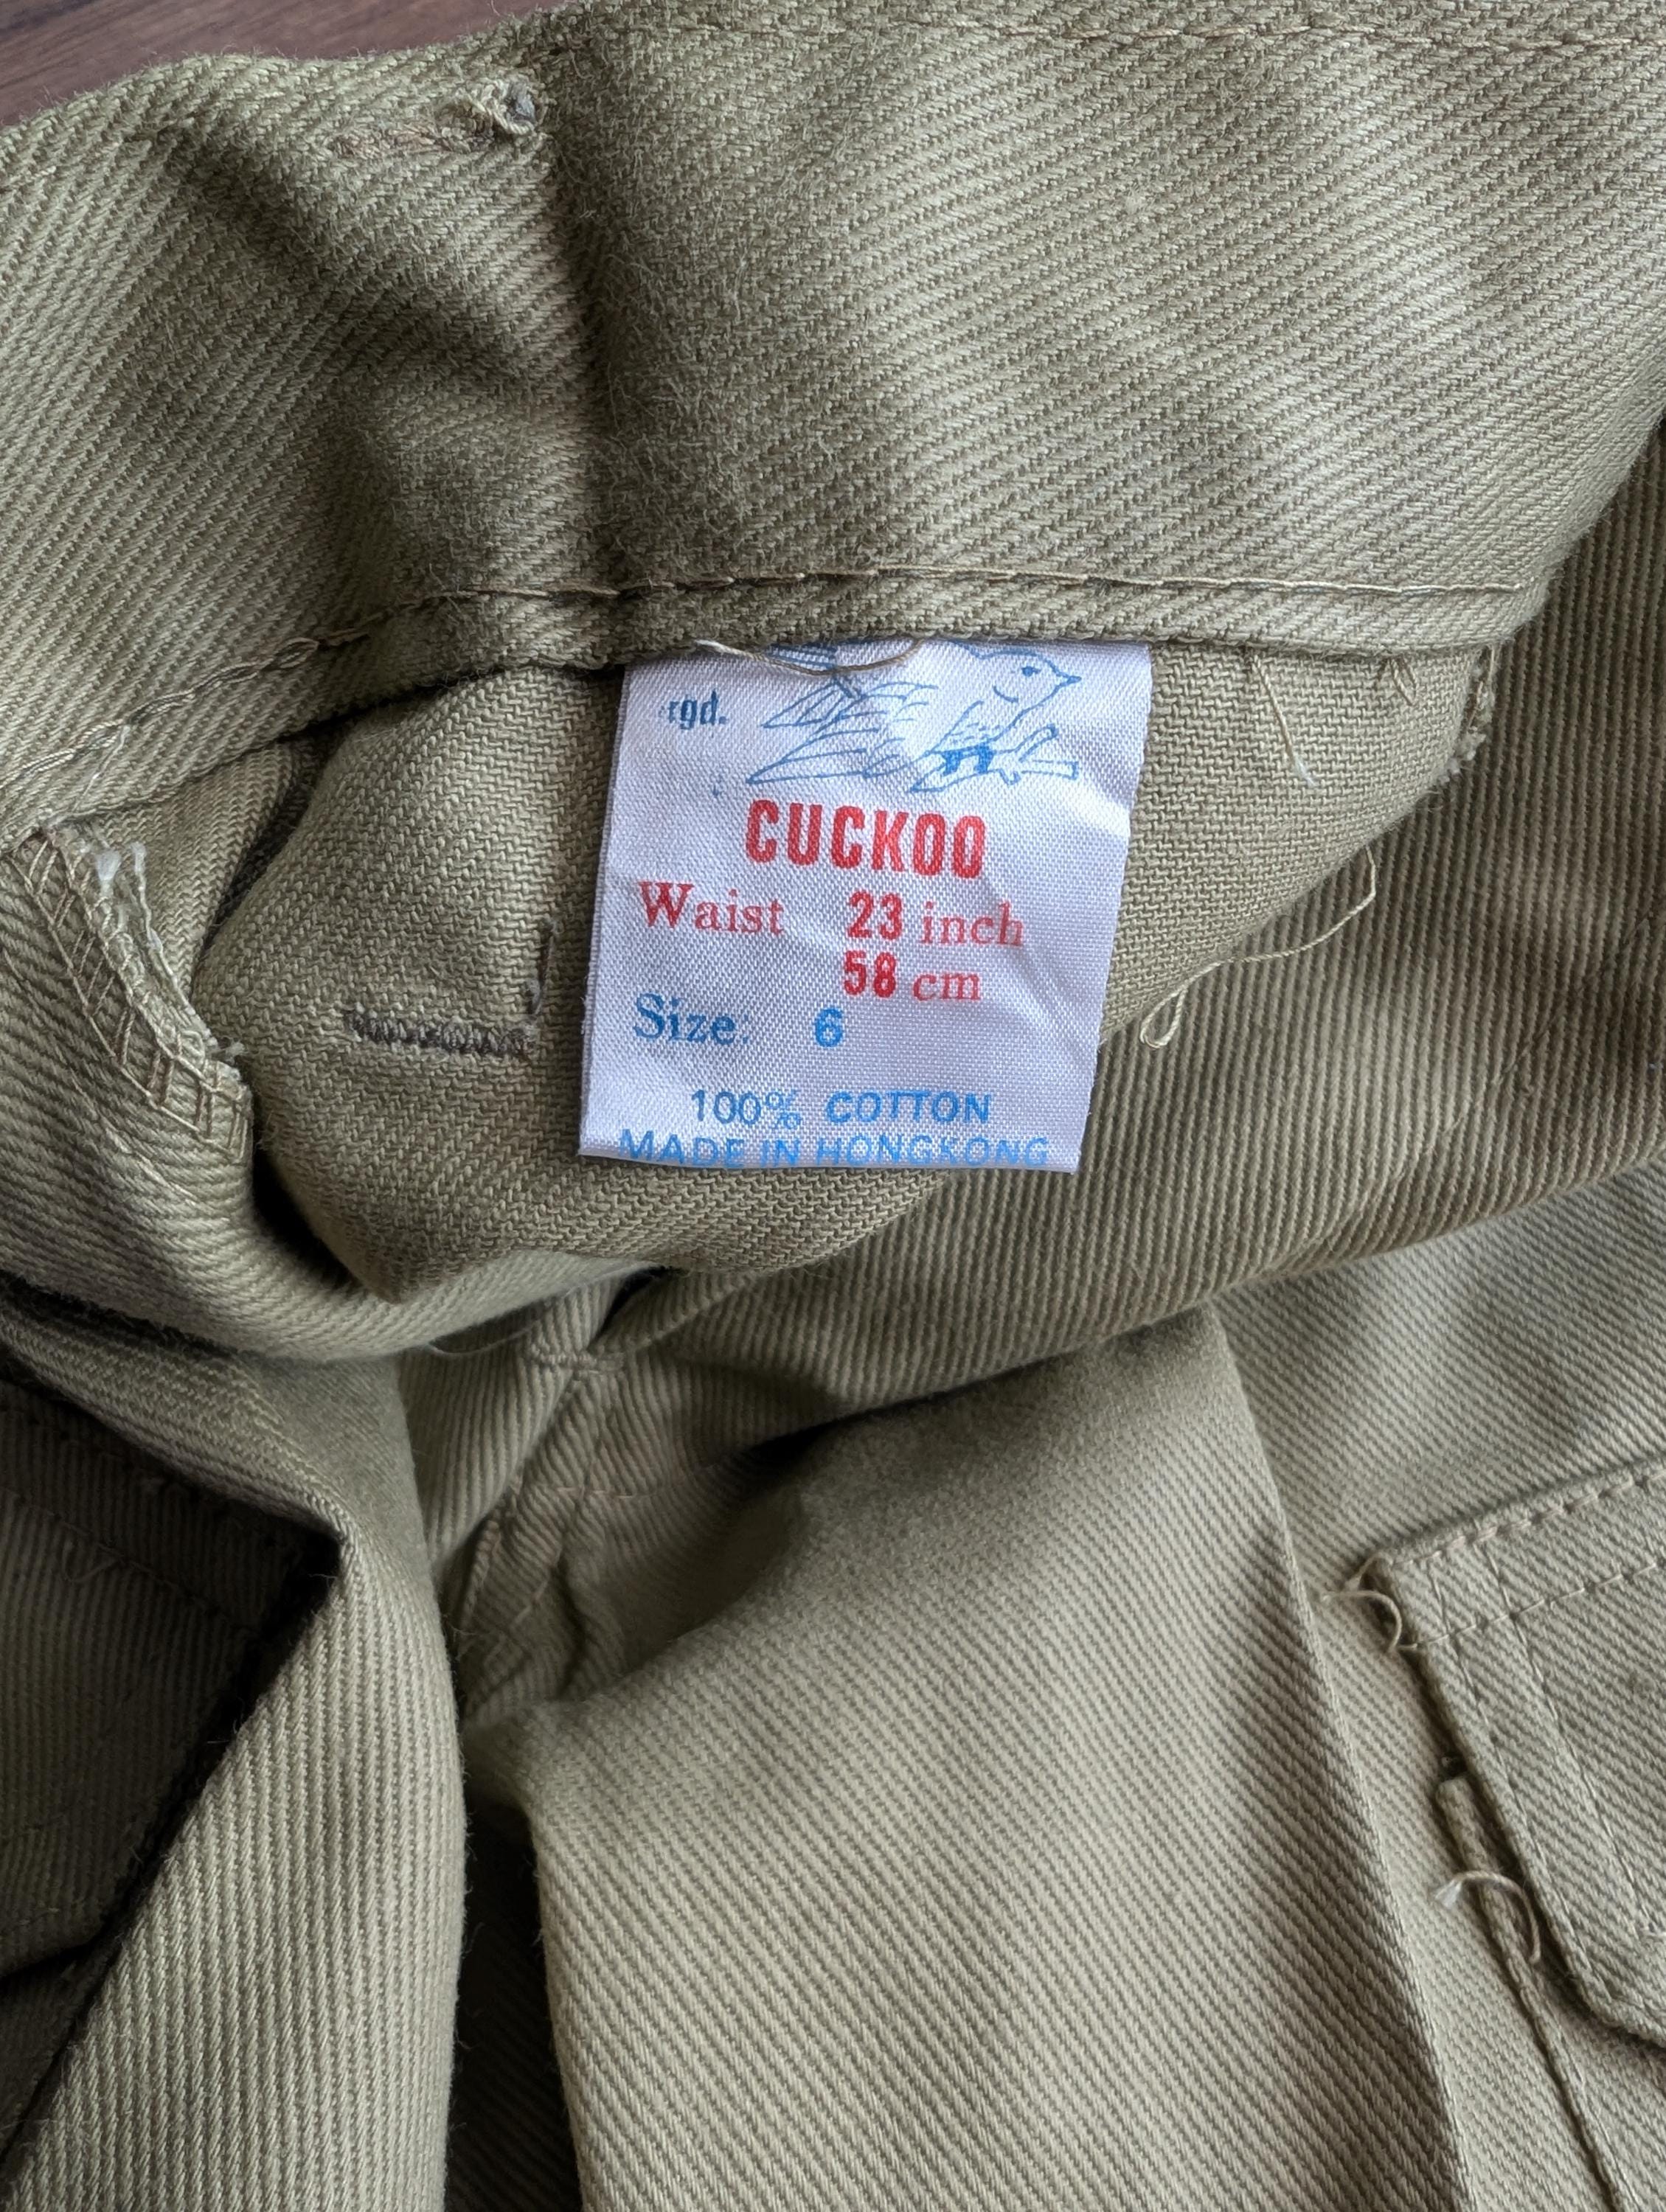 rgd.
CUCKOO
Waist 23 inch
58 cm
Size: 6
100% COTTON
MADE IN HONGKONG